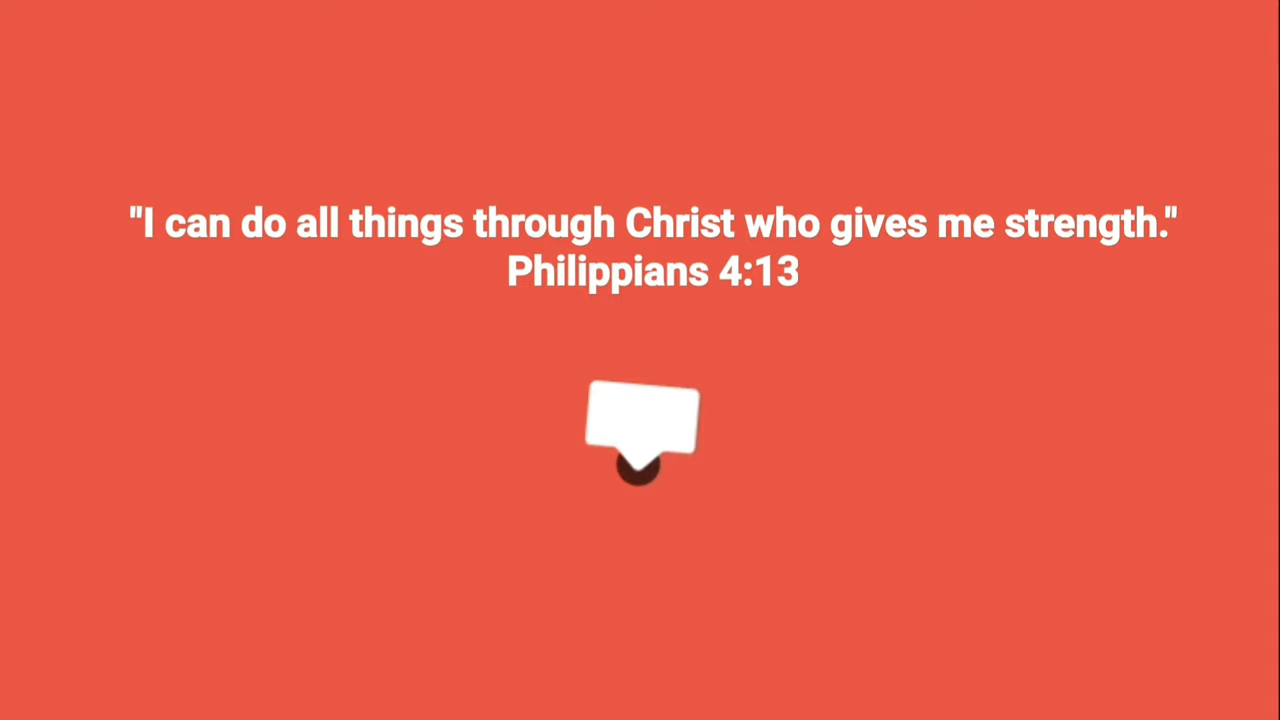 "I can do all things through Christ who gives me strength."
Philippians 4:13